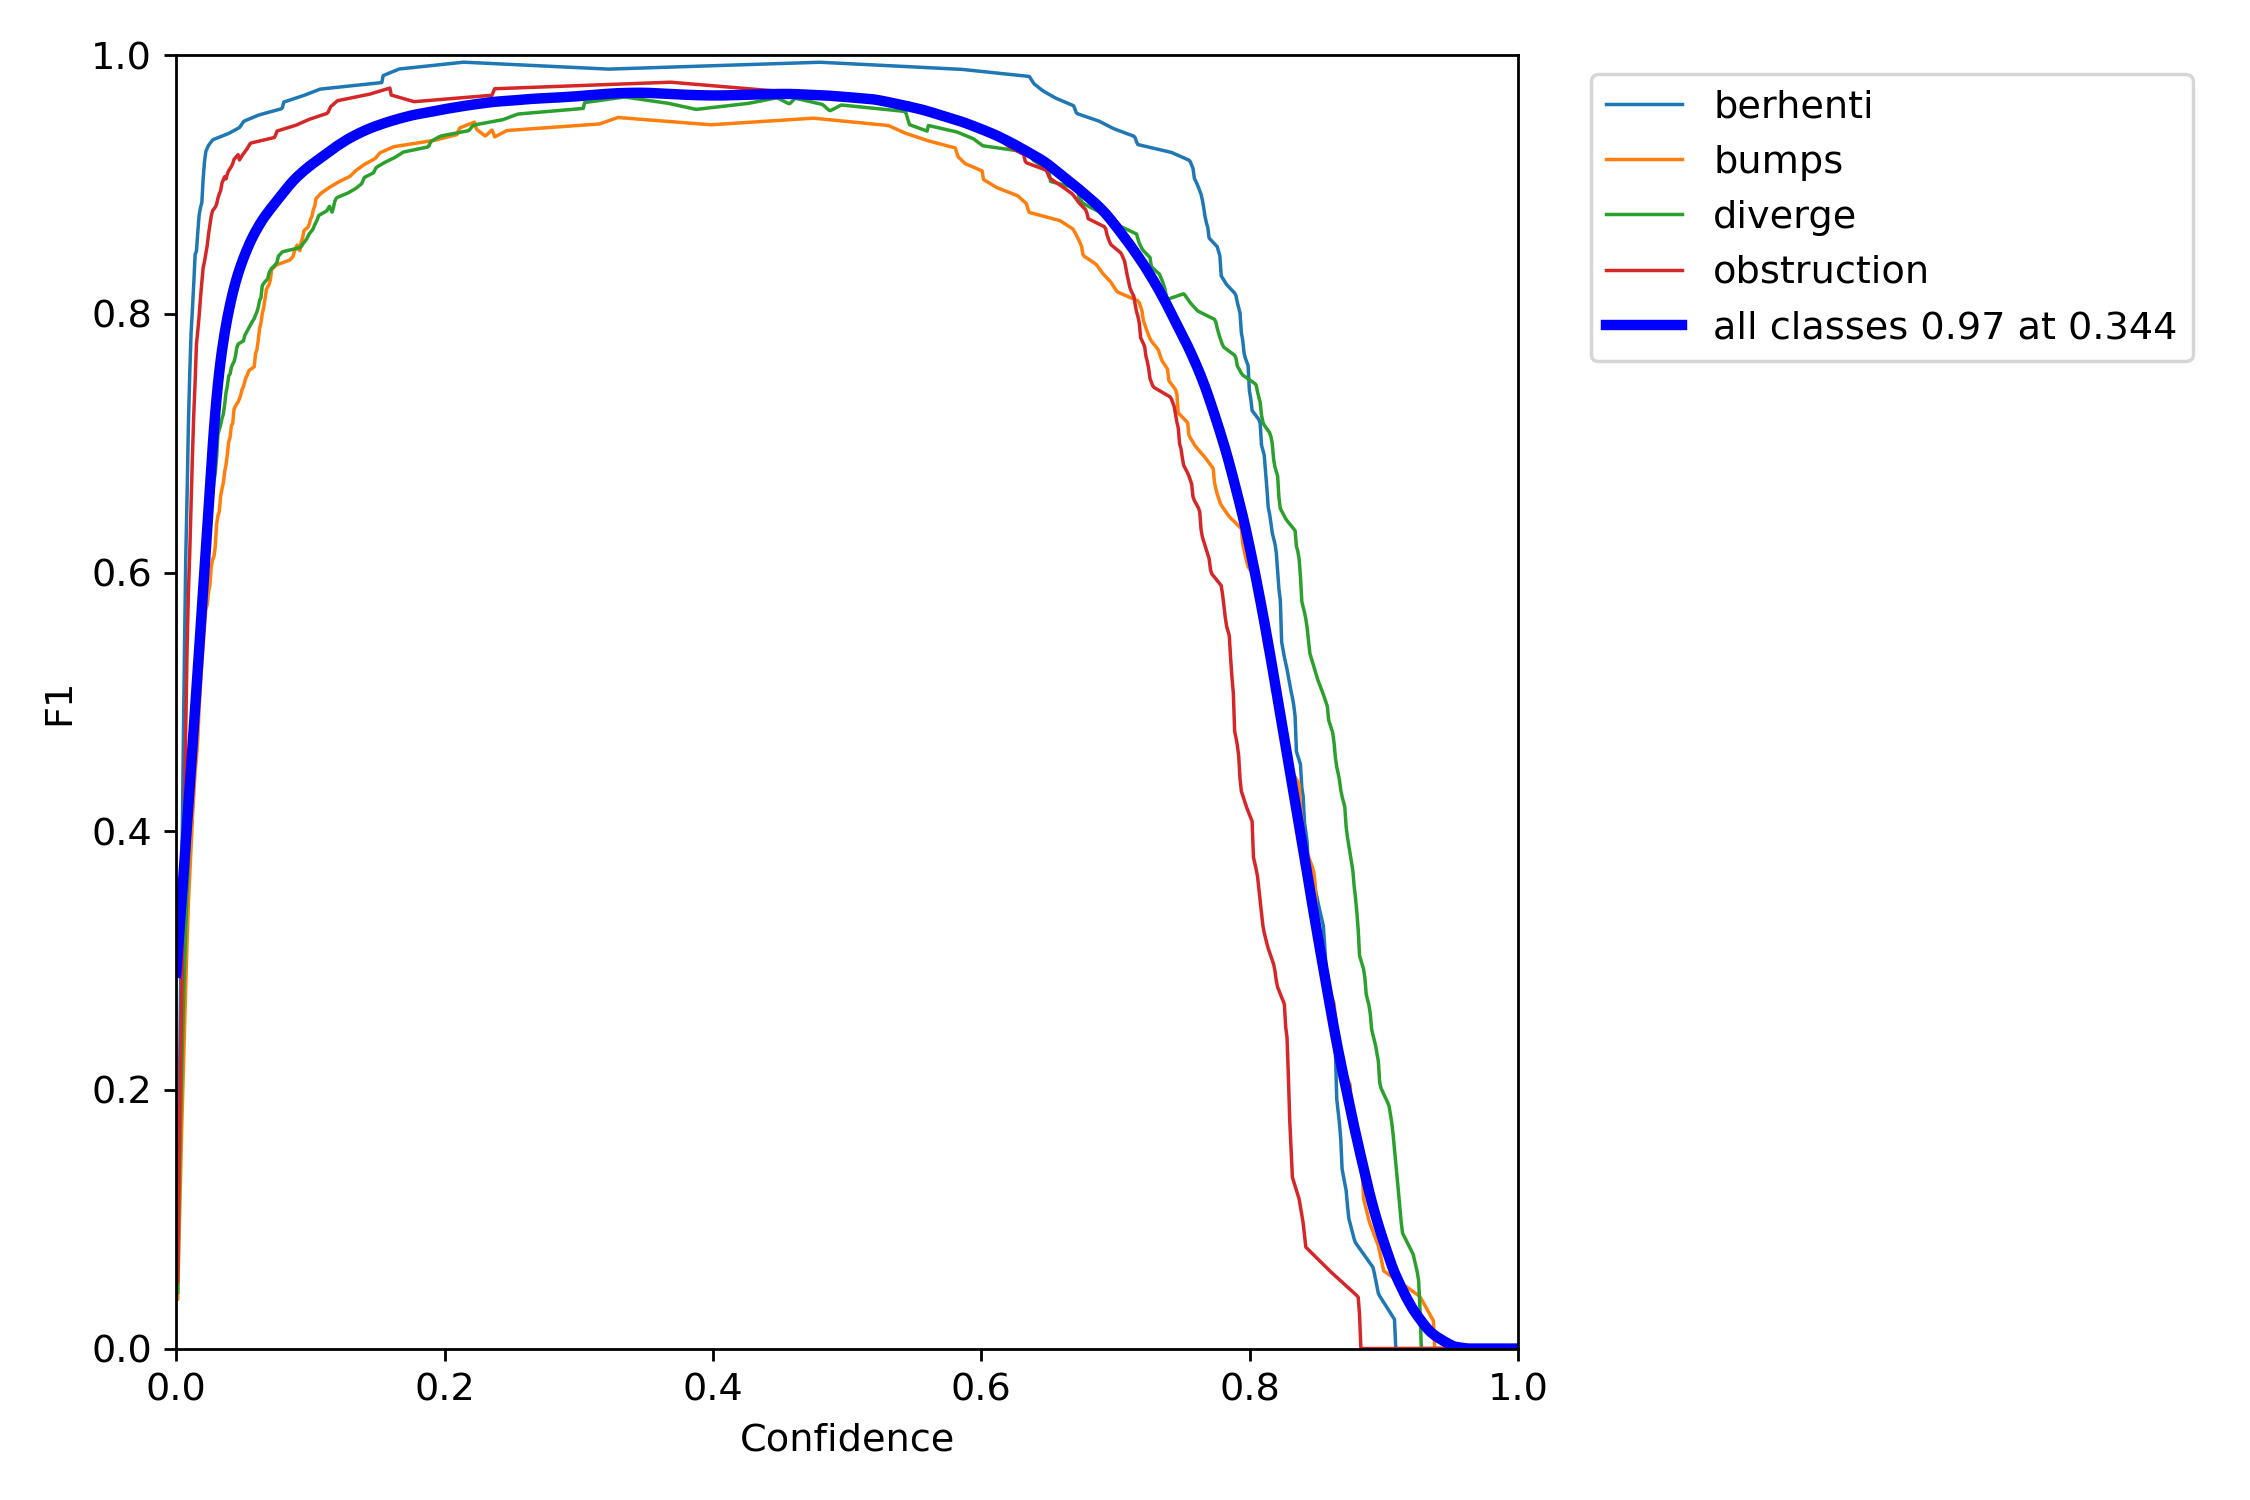 1.0
0.8
0.6
0.4
0.2
0.0
F1
0.0 0.2 0.4 0.6 0.8 1.0
Confidence
berhenti
bumps
diverge
obstruction
all classes 0.97 at 0.344